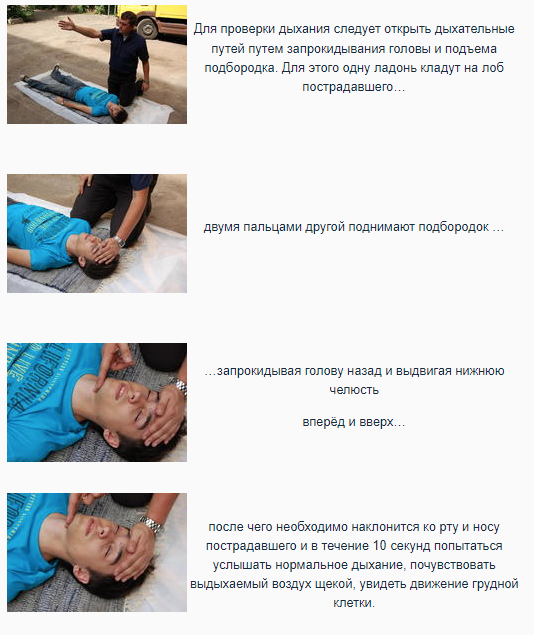 Для проверки дыхания следует открыть дыхательные
путей путем запрокидывания головы и подъема
подбородка. Для этого одну ладонь кладут на лоб
пострадавшего…
двумя пальцами другой поднимают подбородок …
…запрокидывая голову назад и выдвигая нижнюю
челюсть
вперёд и вверх…
после чего необходимо наклонится ко рту и носу
пострадавшего и в течение 10 секунд попытаться
услышать нормальное дыхание, почувствовать
выдыхаемый воздух щекой, увидеть движение грудной
клетки.